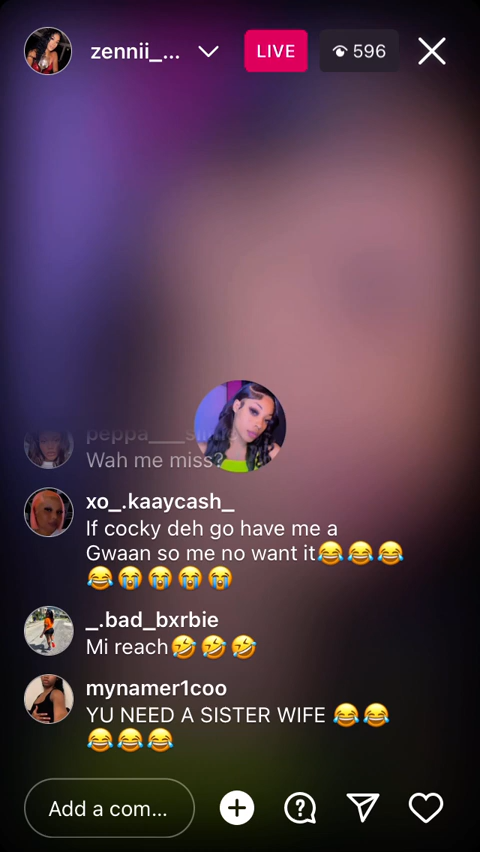 zennii_...
LIVE
596
Wah me miss?
xo_.kaaycash_
If cocky deh go have me a
Gwaan so me no want it😂😂😂
😂😭😭😭😭
_.bad_bxrbie
Mi reach🤣🤣🤣
mynamer1coo
YU NEED A SISTER WIFE 😂😂
😂😂😂
Add a com...